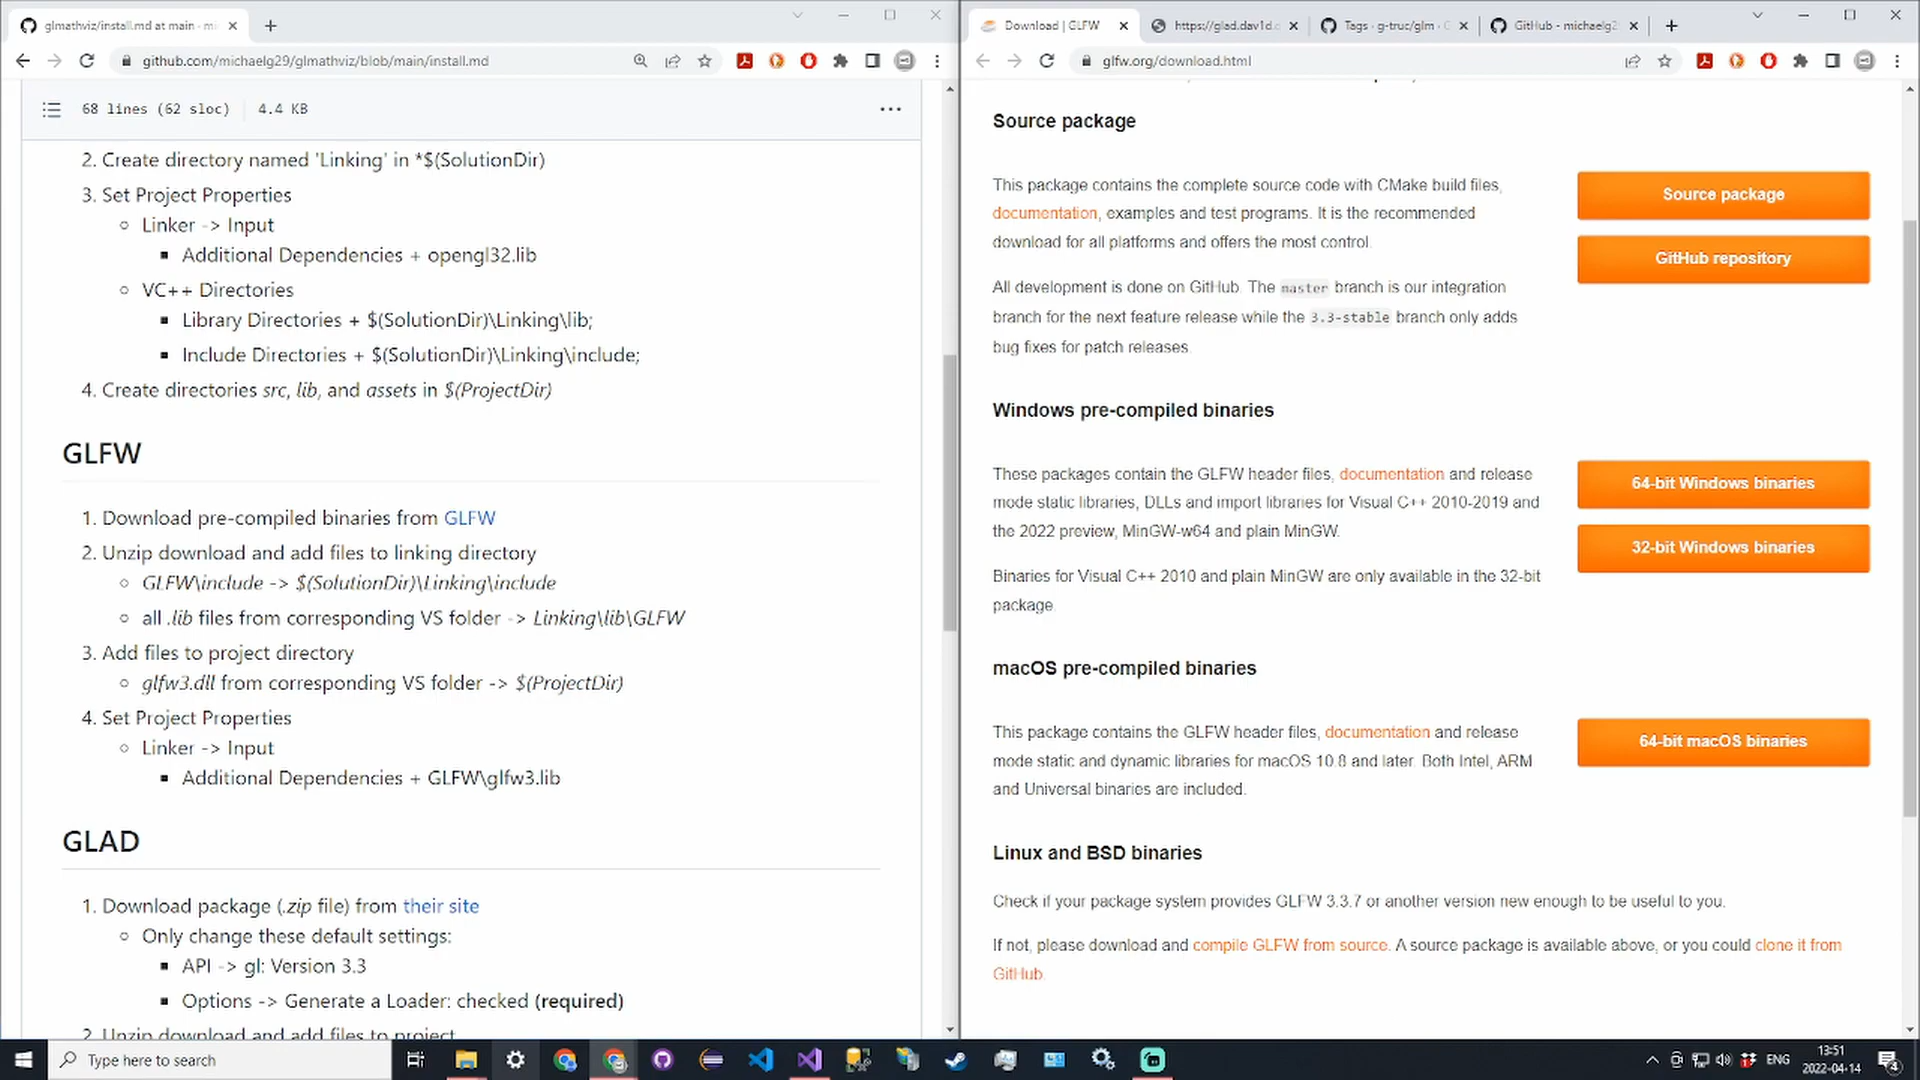 glmathviz/install.md at main · mi
github.com/michaelg29/glmathviz/blob/main/install.md
68 lines (62 sloc) 4.4 KB
2. Create directory named 'Linking' in *$(SolutionDir)
3. Set Project Properties
Linker -> Input
Additional Dependencies + opengl32.lib
VC++ Directories
Library Directories + $(SolutionDir)\Linking\lib;
Include Directories + $(SolutionDir)\Linking\include;
4. Create directories src, lib, and assets in $(ProjectDir)
GLFW
1. Download pre-compiled binaries from GLFW
2. Unzip download and add files to linking directory
GLFW\include -> $(SolutionDir)\Linking\include
all .lib files from corresponding VS folder -> Linking\lib\GLFW
3. Add files to project directory
glfw3.dll from corresponding VS folder -> $(ProjectDir)
4. Set Project Properties
Linker -> Input
Additional Dependencies + GLFW\glfw3.lib
GLAD
1. Download package (.zip file) from their site
Only change these default settings:
API -> gl: Version 3.3
Options -> Generate a Loader: checked (required)
2. Unzip download and add files to project
Download | GLFW
https://glad.dav1d.c
Tags · g-truc/glm · G
GitHub - michaelg2
glfw.org/download.html
Source package
This package contains the complete source code with CMake build files,
documentation, examples and test programs. It is the recommended
download for all platforms and offers the most control.
Source package
GitHub repository
All development is done on GitHub. The master branch is our integration
branch for the next feature release while the 3.3-stable branch only adds
bug fixes for patch releases.
Windows pre-compiled binaries
These packages contain the GLFW header files, documentation and release
mode static libraries, DLLs and import libraries for Visual C++ 2010-2019 and
the 2022 preview, MinGW-w64 and plain MinGW.
64-bit Windows binaries
32-bit Windows binaries
Binaries for Visual C++ 2010 and plain MinGW are only available in the 32-bit
package.
macOS pre-compiled binaries
This package contains the GLFW header files, documentation and release
mode static and dynamic libraries for macOS 10.8 and later. Both Intel, ARM
and Universal binaries are included.
64-bit macOS binaries
Linux and BSD binaries
Check if your package system provides GLFW 3.3.7 or another version new enough to be useful to you.
If not, please download and compile GLFW from source. A source package is available above, or you could clone it from
GitHub.
Type here to search
ENG
13:51
2022-04-14
4